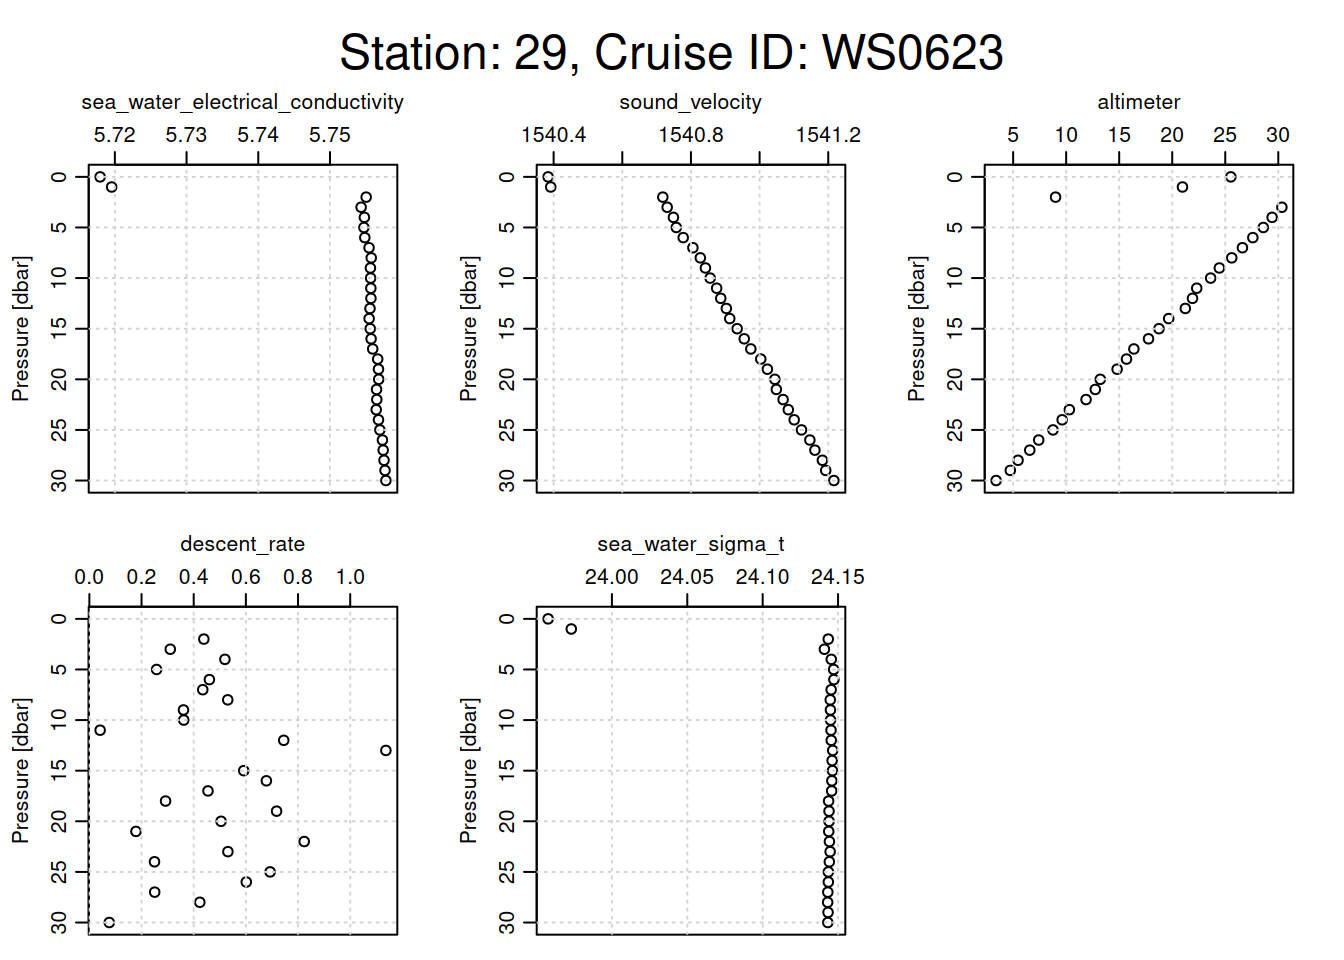 Station: 29, Cruise ID: WS0623
sea_water_electrical_conductivity
5.72 5.73 5.74 5.75
0 5 10 15 20 25 30
Pressure [dbar]
sound_velocity
1540.4 1540.8 1541.2
0 5 10 15 20 25 30
Pressure [dbar]
altimeter
5 10 15 20 25 30
0 5 10 15 20 25 30
Pressure [dbar]
descent_rate
0.0 0.2 0.4 0.6 0.8 1.0
0 5 10 15 20 25 30
Pressure [dbar]
sea_water_sigma_t
24.00 24.05 24.10 24.15
0 5 10 15 20 25 30
Pressure [dbar]